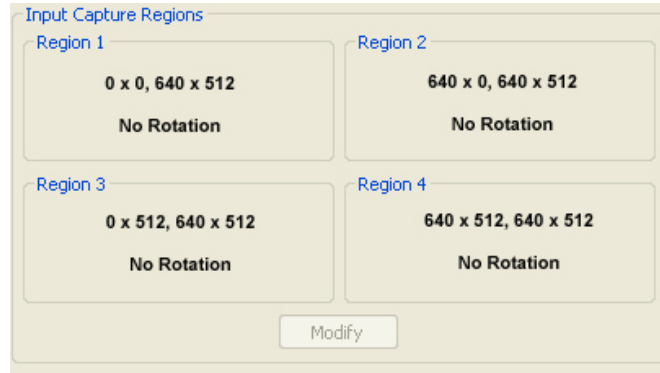 Input Capture Regions
Region 1
0 x 0, 640 x 512
No Rotation
Region 2
640 x 0, 640 x 512
No Rotation
Region 3
0 x 512, 640 x 512
No Rotation
Region 4
640 x 512, 640 x 512
No Rotation
Modify